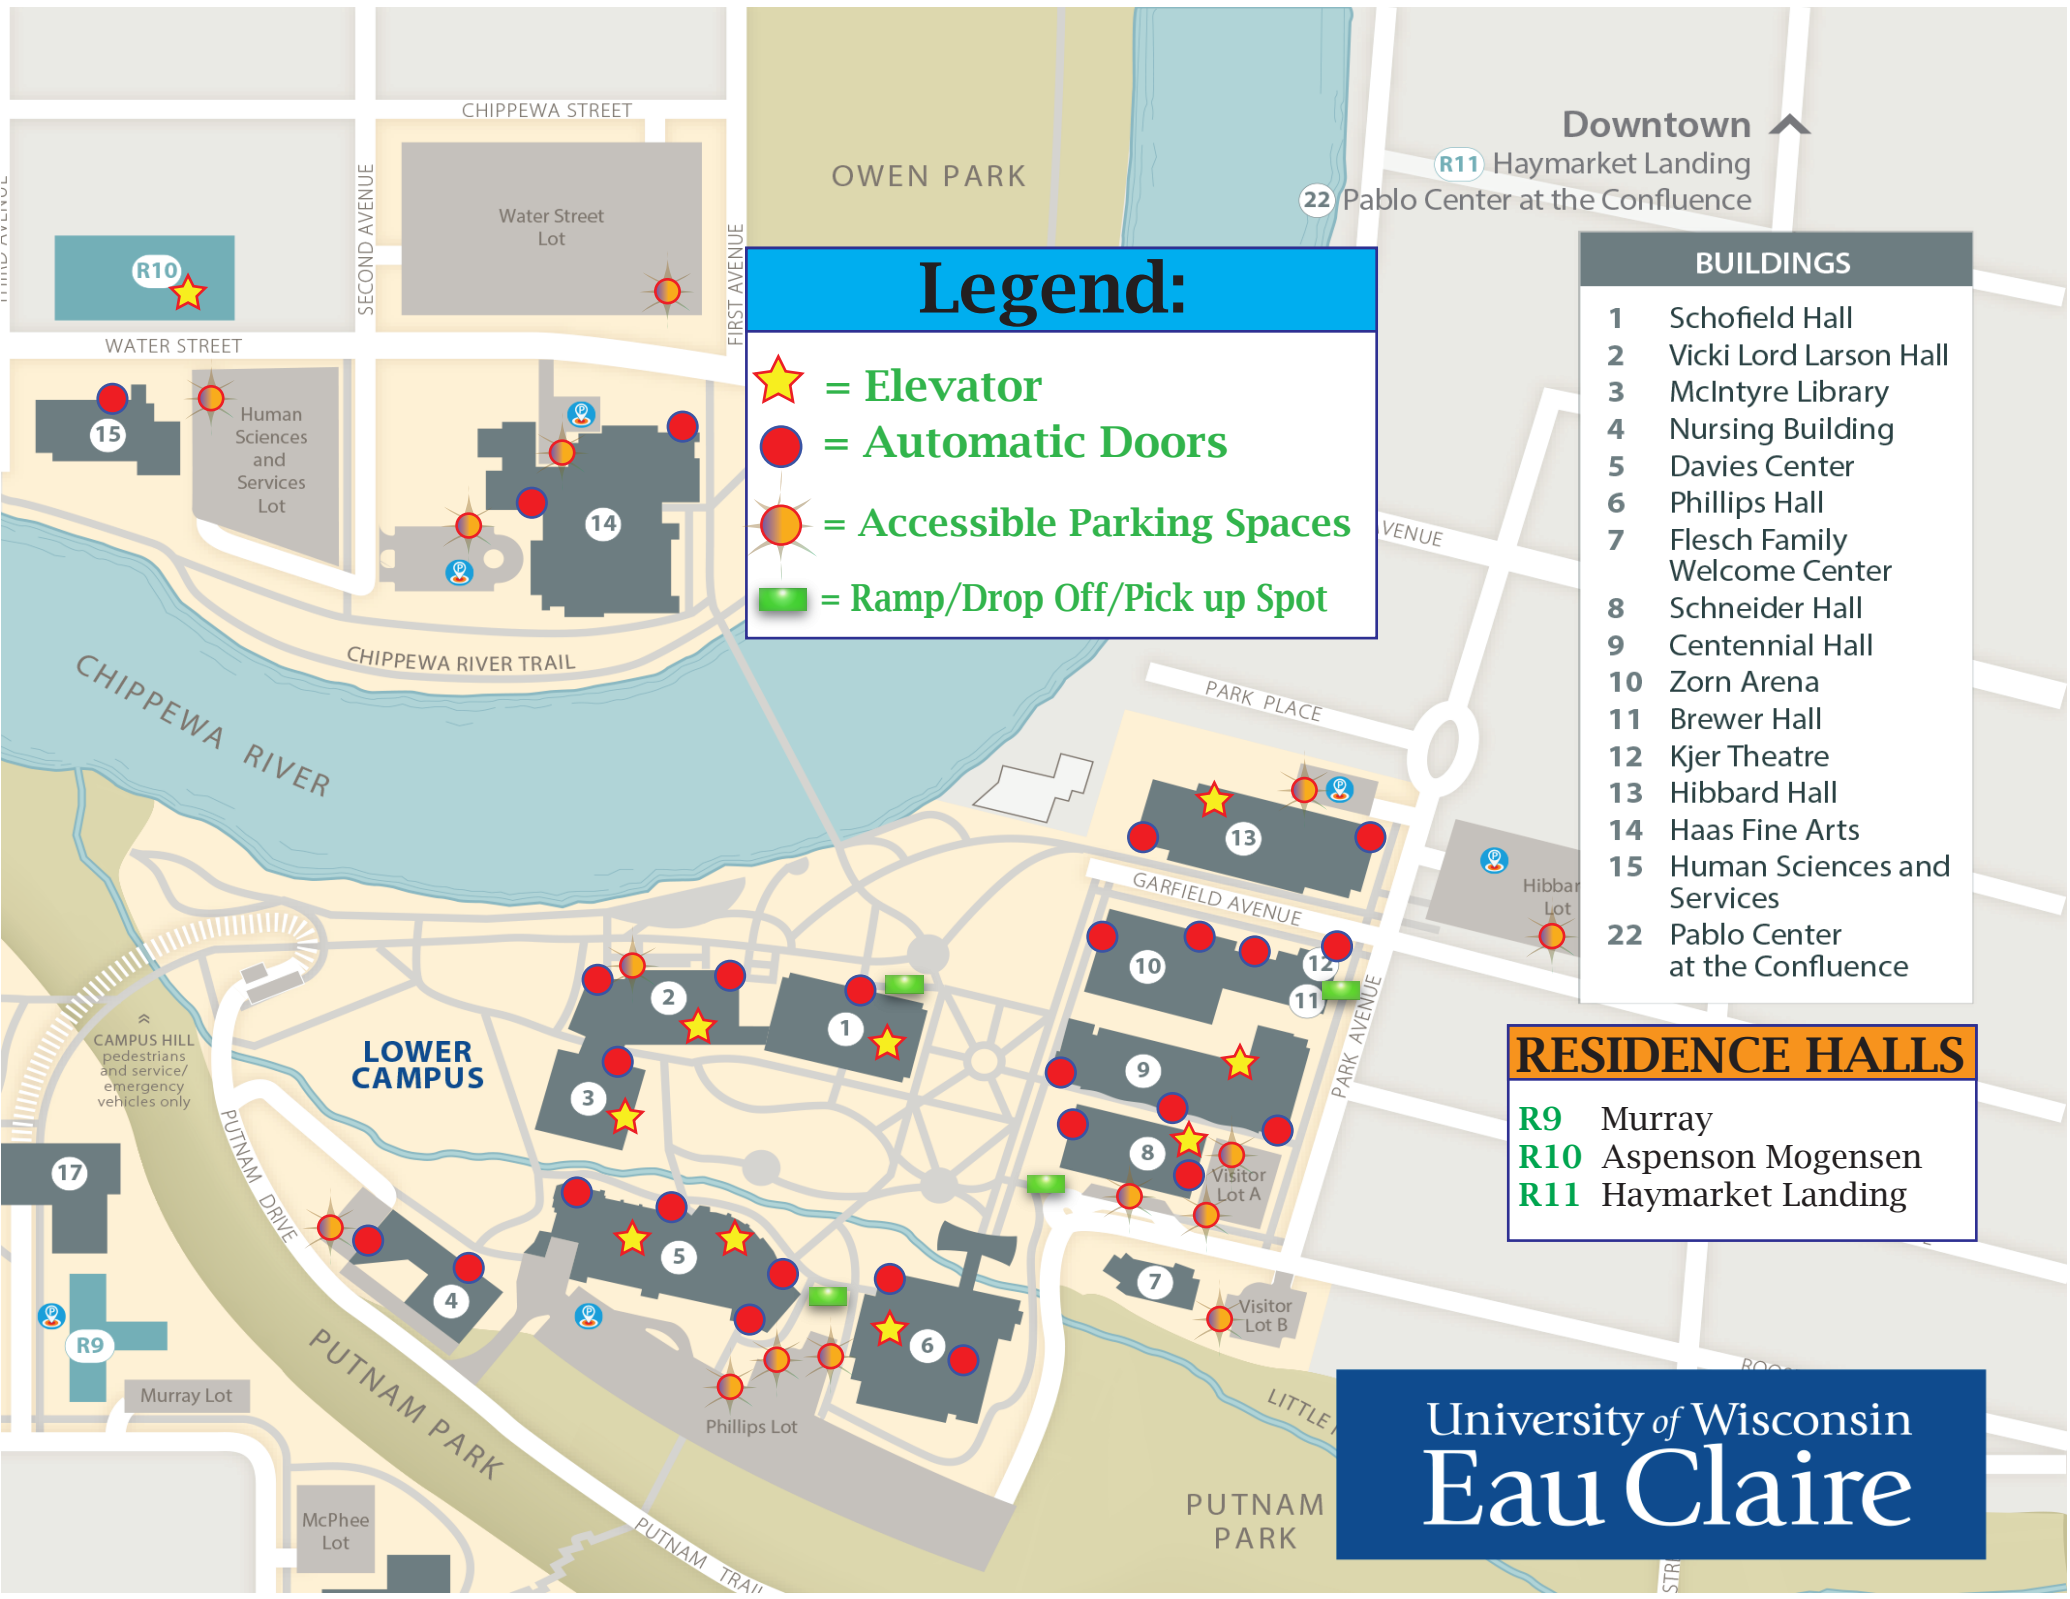 CHIPPEWA STREET
OWEN PARK
Downtown
R11 Haymarket Landing
22 Pablo Center at the Confluence
SECOND AVENUE
Water Street
Lot
FIRST AVENUE
R10
WATER STREET
Legend:
= Elevator
= Automatic Doors
= Accessible Parking Spaces
= Ramp/Drop Off/Pick up Spot
BUILDINGS
1 Schofield Hall
2 Vicki Lord Larson Hall
3 McIntyre Library
4 Nursing Building
5 Davies Center
6 Phillips Hall
7 Flesch Family
Welcome Center
8 Schneider Hall
9 Centennial Hall
10 Zorn Arena
11 Brewer Hall
12 Kjer Theatre
13 Hibbard Hall
14 Haas Fine Arts
15 Human Sciences and
Services
22 Pablo Center
at the Confluence
15
Human
Sciences
and
Services
Lot
14
VENUE
CHIPPEWA RIVER TRAIL
CHIPPEWA RIVER
PARK PLACE
13
GARFIELD AVENUE
Hibbar
Lot
10
12
11
PARK AVENUE
2
1
9
3
8
Visitor
Lot A
LOWER
CAMPUS
CAMPUS HILL
pedestrians
and service/
emergency
vehicles only
PUTNAM DRIVE
17
RESIDENCE HALLS
R9 Murray
R10 Aspenson Mogensen
R11 Haymarket Landing
5
4
7
6
Visitor
Lot B
R9
Murray Lot
PUTNAM PARK
Phillips Lot
LITTLE
McPhee
Lot
PUTNAM TRAIL
PUTNAM
PARK
University of Wisconsin
Eau Claire
STR